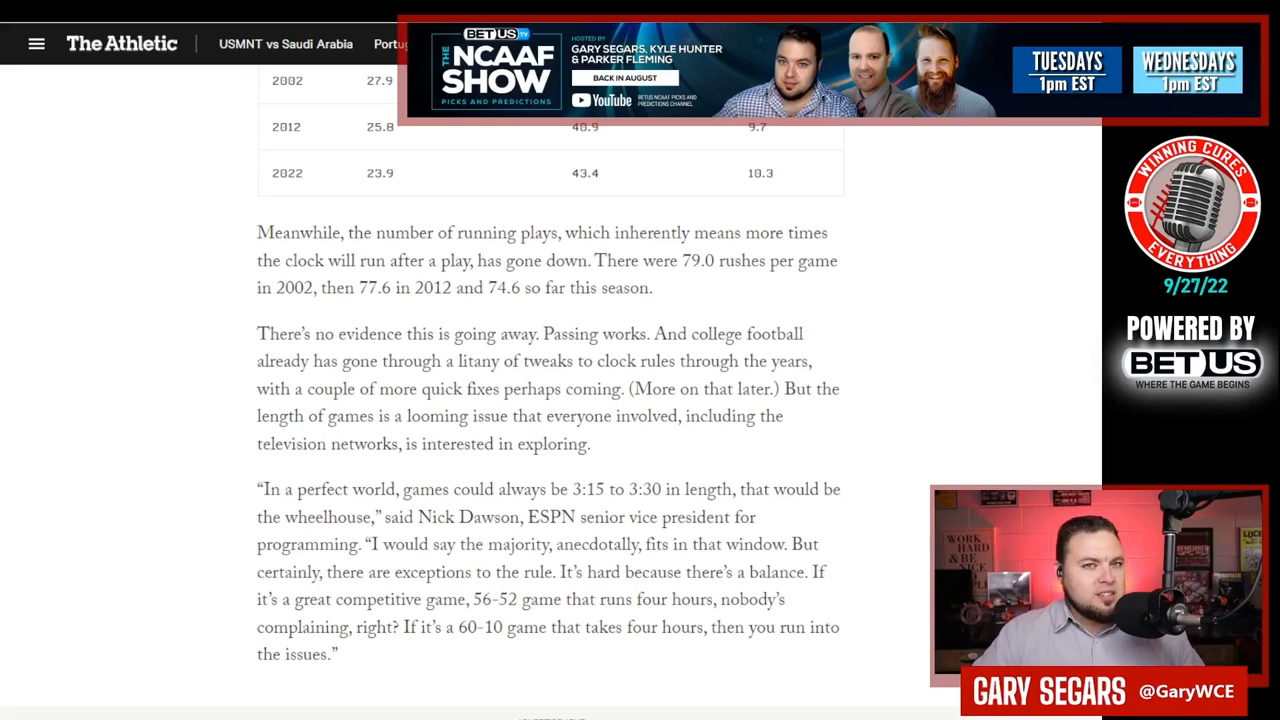 The Athletic
USMNT vs Saudi Arabia
BETUS TV
THE NCAAF SHOW
PICKS AND PREDICTIONS
HOSTED BY
GARY SEGARS, KYLE HUNTER
& PARKER FLEMING
BACK IN AUGUST
YouTube
BETUS NCAAF PICKS AND
PREDICTIONS CHANNEL
TUESDAYS
1pm EST
WEDNESDAYS
1pm EST
2002 27.9
2012 25.8 40.9 9.7
2022 23.9 43.4 10.3
Meanwhile, the number of running plays, which inherently means more times
the clock will run after a play, has gone down. There were 79.0 rushes per game
in 2002, then 77.6 in 2012 and 74.6 so far this season.
There's no evidence this is going away. Passing works. And college football
already has gone through a litany of tweaks to clock rules through the years,
with a couple of more quick fixes perhaps coming. (More on that later.) But the
length of games is a looming issue that everyone involved, including the
television networks, is interested in exploring.
“In a perfect world, games could always be 3:15 to 3:30 in length, that would be
the wheelhouse,” said Nick Dawson, ESPN senior vice president for
programming. “I would say the majority, anecdotally, fits in that window. But
certainly, there are exceptions to the rule. It's hard because there's a balance. If
it's a great competitive game, 56-52 game that runs four hours, nobody's
complaining, right? If it's a 60-10 game that takes four hours, then you run into
the issues.”
WINNING CURES
EVERYTHING
9/27/22
POWERED BY
BETUS
WHERE THE GAME BEGINS
WORK
HARD &
BE NICE
GARY SEGARS @GaryWCE